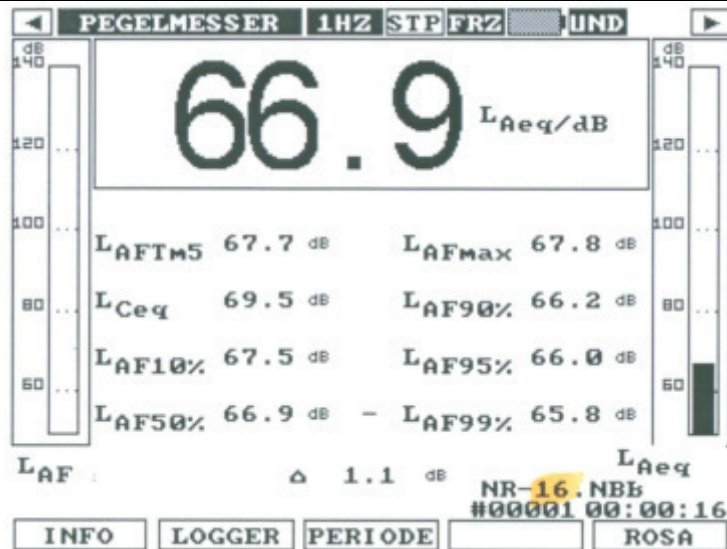 ◄ PEGELMESSER 1HZ STP FRZ UND ►
dB dB
140 140
66.9 LAeq/dB
120 120
100 100
LAFTm5 67.7 dB LAFmax 67.8 dB
LCeq 69.5 dB LAF90% 66.2 dB
80 80
LAF10% 67.5 dB LAF95% 66.0 dB
60 60
LAF50% 66.9 dB - LAF99% 65.8 dB
LAF Δ 1.1 dB LAeq
NR-16.NBR
#00001 00:00:16
INFO LOGGER PERIODE ROSA